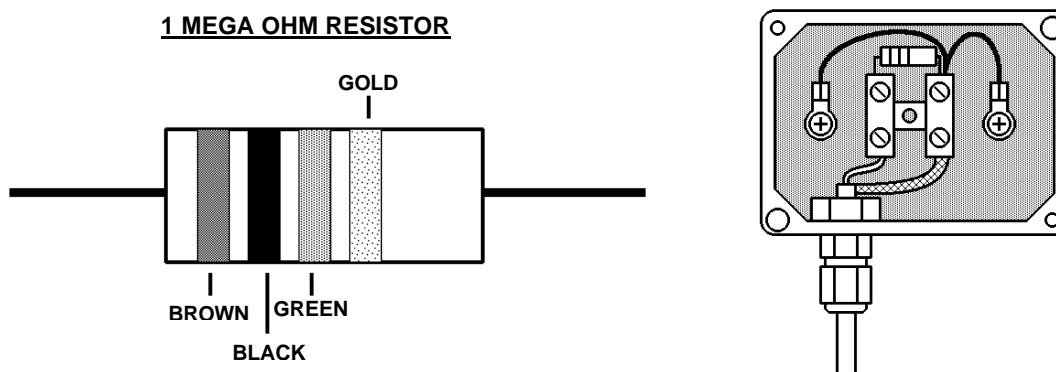 1 MEGA OHM RESISTOR
GOLD
BROWN
GREEN
BLACK